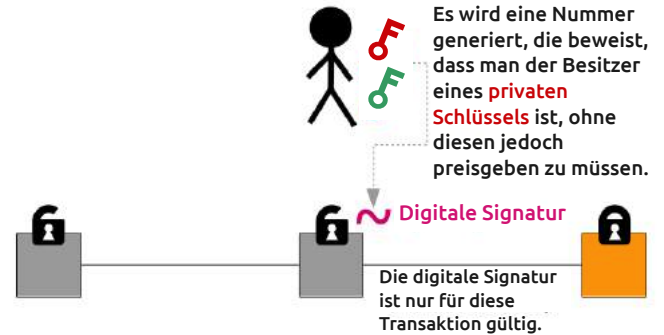 Es wird eine Nummer
generiert, die beweist,
dass man der Besitzer
eines privaten
Schlüssels ist, ohne
diesen jedoch
preisgeben zu müssen.
Digitale Signatur
Die digitale Signatur
ist nur für diese
Transaktion gültig.